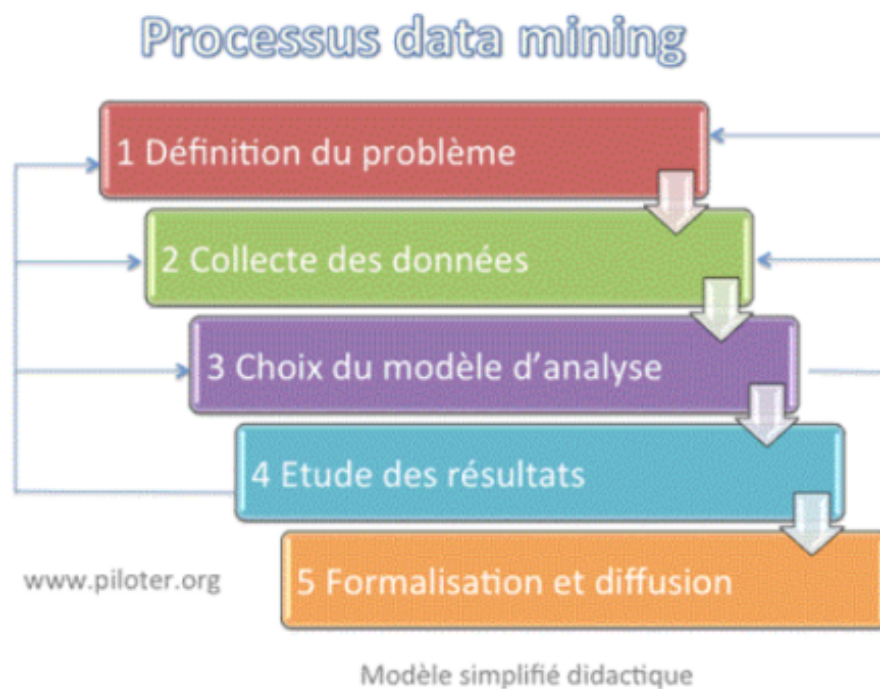 Processus data mining
1 Définition du problème
2 Collecte des données
3 Choix du modèle d'analyse
4 Etude des résultats
5 Formalisation et diffusion
www.piloter.org
Modèle simplifié didactique